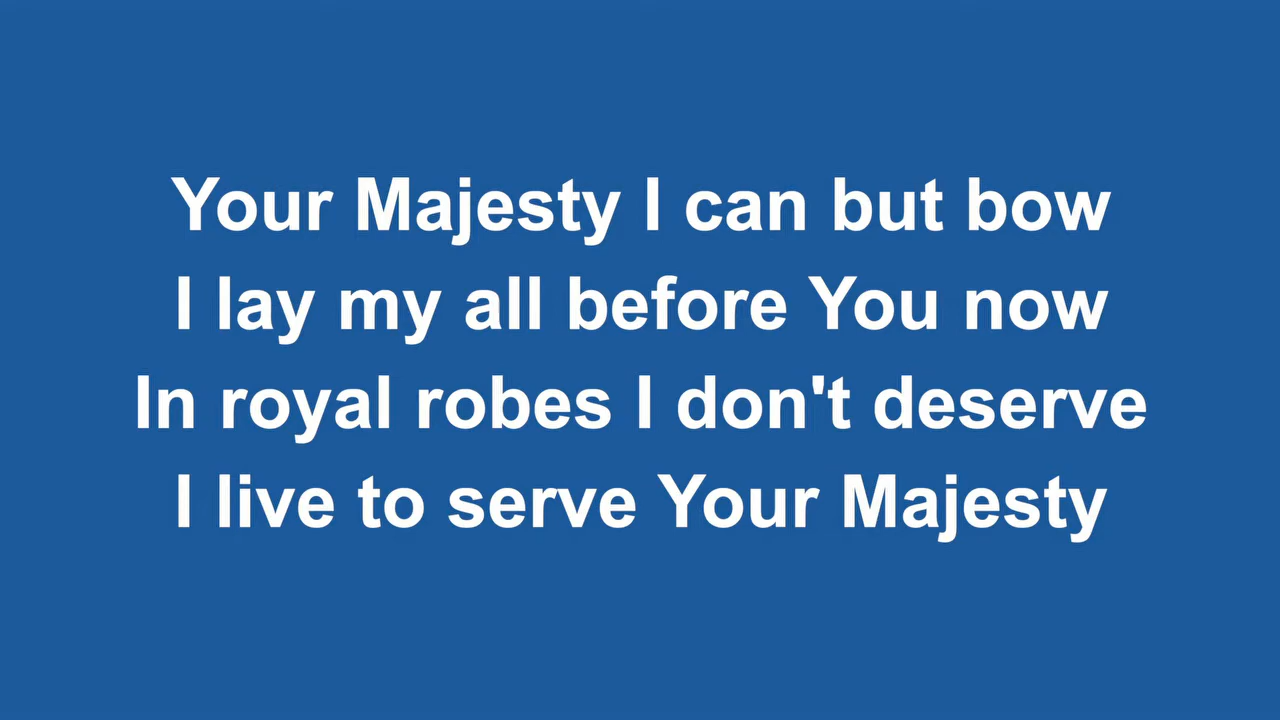 Your Majesty I can but bow
I lay my all before You now
In royal robes I don't deserve
I live to serve Your Majesty